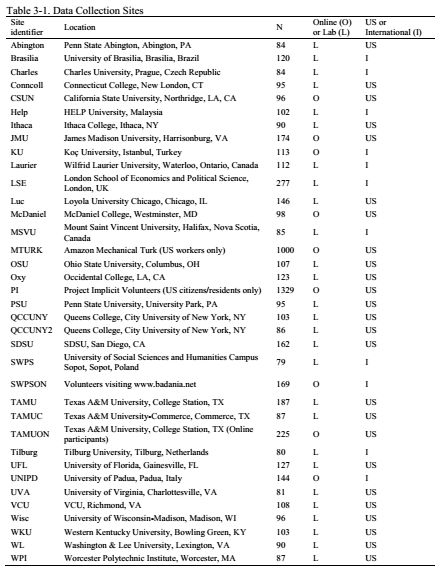 Table 3-1. Data Collection Sites
Site identifier Location N Online (O) or Lab (L) US or International (I)
Abington Penn State Abington, Abington, PA 84 L US
Brasilia University of Brasilia, Brasilia, Brazil 120 L I
Charles Charles University, Prague, Czech Republic 84 L I
Conncoll Connecticut College, New London, CT 95 L US
CSUN California State University, Northridge, LA, CA 96 O US
Help HELP University, Malaysia 102 L I
Ithaca Ithaca College, Ithaca, NY 90 L US
JMU James Madison University, Harrisonburg, VA 174 O US
KU Koç University, Istanbul, Turkey 113 O I
Laurier Wilfrid Laurier University, Waterloo, Ontario, Canada 112 L I
LSE London School of Economics and Political Science, London, UK 277 L I
Luc Loyola University Chicago, Chicago, IL 146 L US
McDaniel McDaniel College, Westminster, MD 98 O US
MSVU Mount Saint Vincent University, Halifax, Nova Scotia, Canada 85 L I
MTURK Amazon Mechanical Turk (US workers only) 1000 O US
OSU Ohio State University, Columbus, OH 107 L US
Oxy Occidental College, LA, CA 123 L US
PI Project Implicit Volunteers (US citizens/residents only) 1329 O US
PSU Penn State University, University Park, PA 95 L US
QCCUNY Queens College, City University of New York, NY 103 L US
QCCUNY2 Queens College, City University of New York, NY 86 L US
SDSU SDSU, San Diego, CA 162 L US
SWPS University of Social Sciences and Humanities Campus Sopot, Sopot, Poland 79 L I
SWPSON Volunteers visiting www.badania.net 169 O I
TAMU Texas A&M University, College Station, TX 187 L US
TAMUC Texas A&M University-Commerce, Commerce, TX 87 L US
TAMUON Texas A&M University, College Station, TX (Online participants) 225 O US
Tilburg Tilburg University, Tilburg, Netherlands 80 L I
UFL University of Florida, Gainesville, FL 127 L US
UNIPD University of Padua, Padua, Italy 144 O I
UVA University of Virginia, Charlottesville, VA 81 L US
VCU VCU, Richmond, VA 108 L US
Wisc University of Wisconsin-Madison, Madison, WI 96 L US
WKU Western Kentucky University, Bowling Green, KY 103 L US
WL Washington & Lee University, Lexington, VA 90 L US
WPI Worcester Polytechnic Institute, Worcester, MA 87 L US